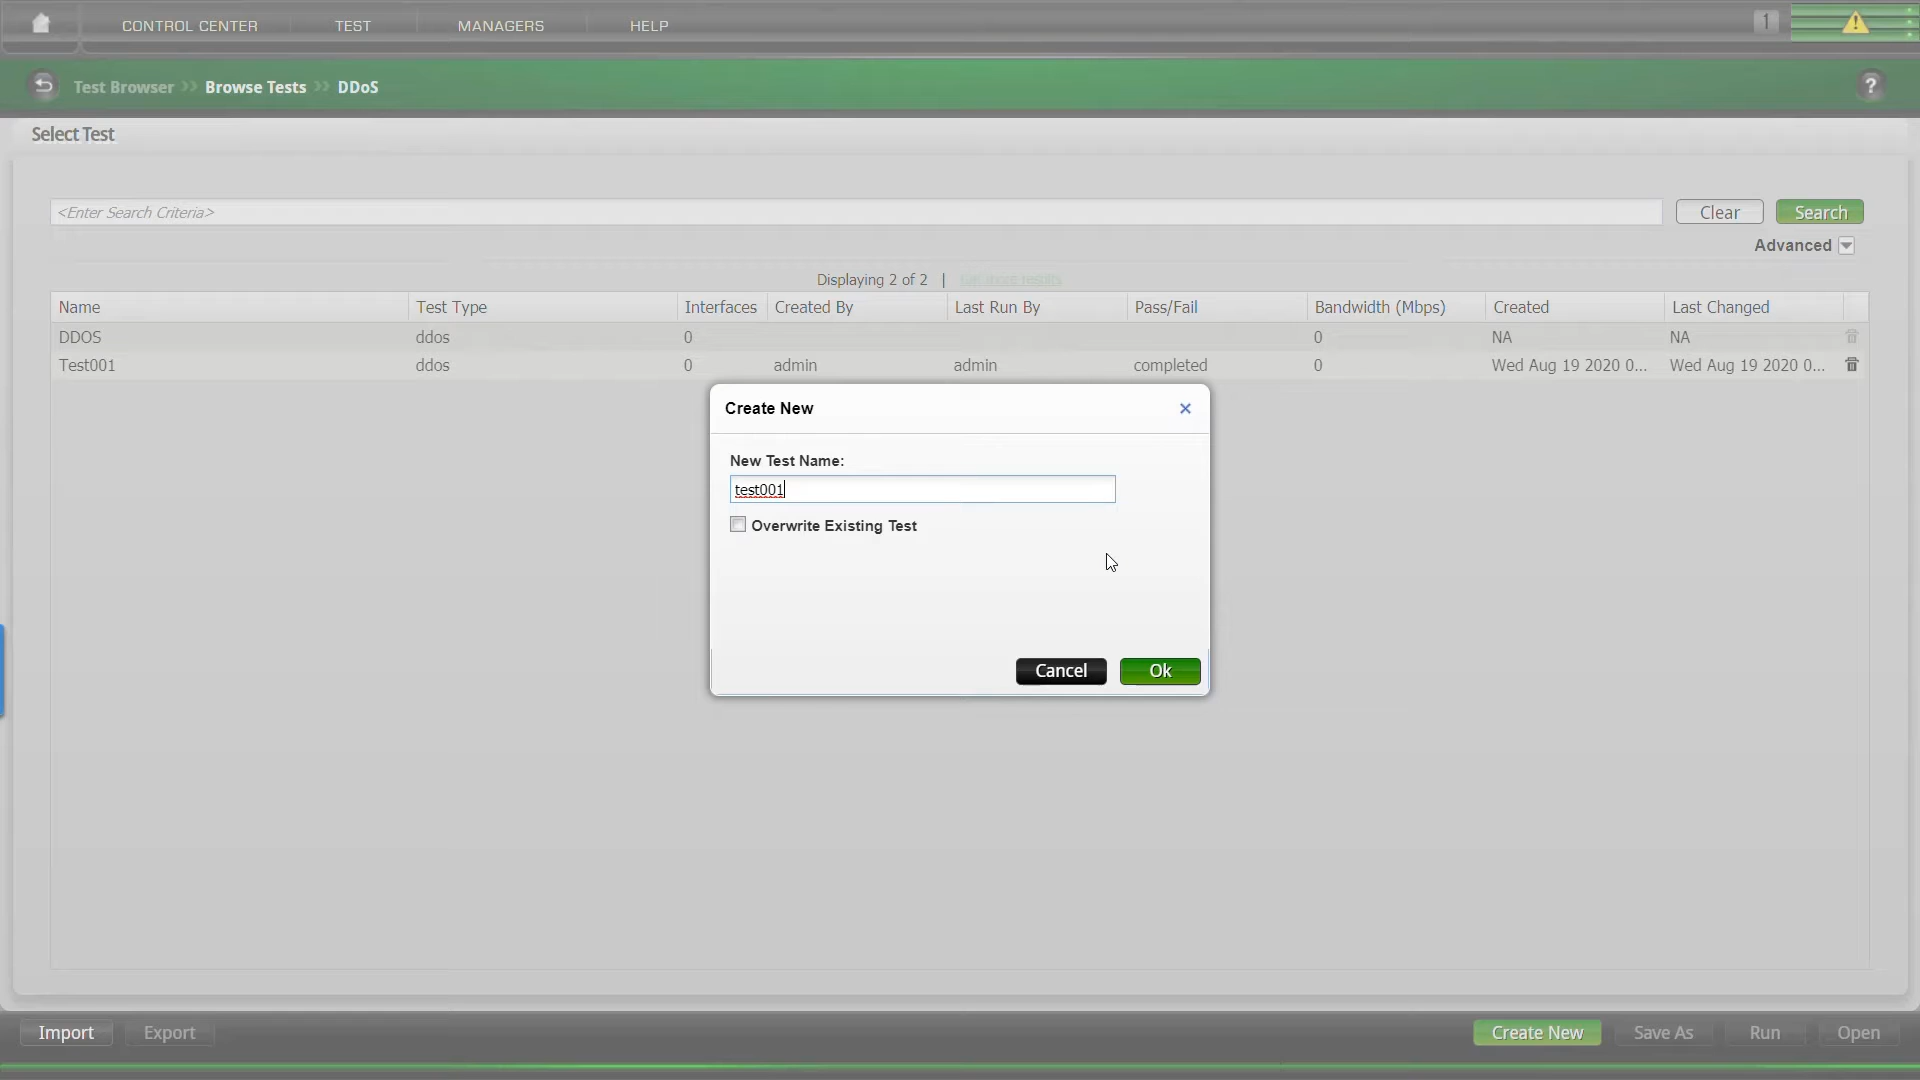 CONTROL CENTER TEST MANAGERS HELP 1
Test Browser >> Browse Tests >> DDoS ?
Select Test
<Enter Search Criteria> Clear Search
Advanced
Displaying 2 of 2 | Get more results
Name Test Type Interfaces Created By Last Run By Pass/Fail Bandwidth (Mbps) Created Last Changed
DDOS ddos 0 0 NA NA
Test001 ddos 0 admin admin completed 0 Wed Aug 19 2020 0... Wed Aug 19 2020 0...
Create New ×
New Test Name:
test001
Overwrite Existing Test
Cancel Ok
Import Export Create New Save As Run Open